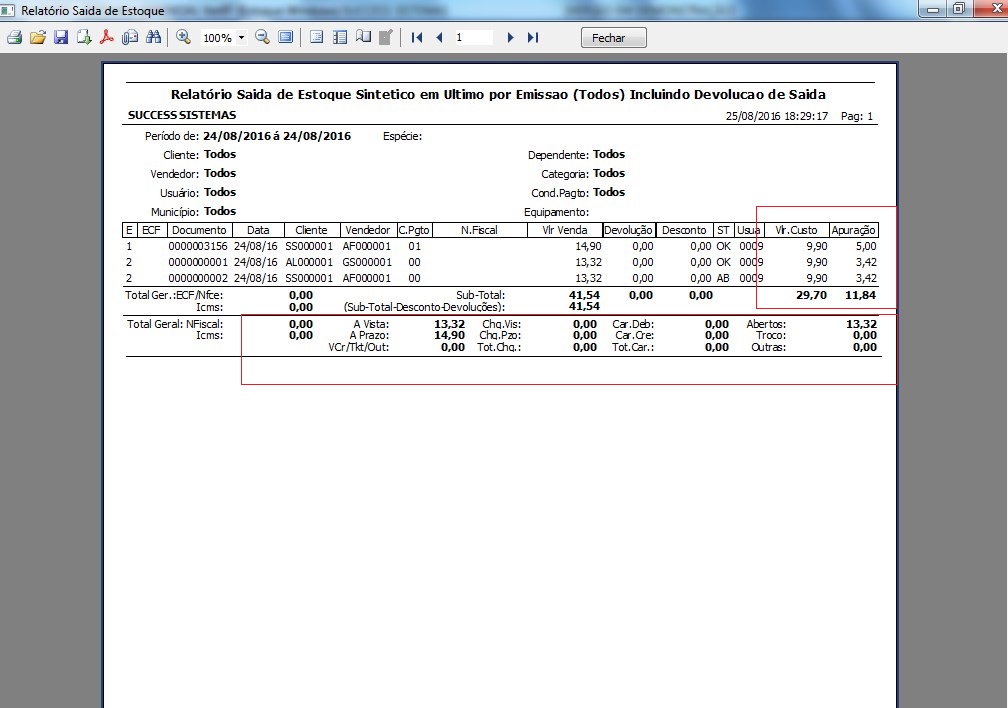 Relatório Saida de Estoque
100% 1 Fechar
Relatório Saida de Estoque Sintetico em Ultimo por Emissao (Todos) Incluindo Devolucao de Saida
SUCCESS SISTEMAS 25/08/2016 18:29:17 Pag: 1
Período de: 24/08/2016 á 24/08/2016 Espécie:
Cliente: Todos Dependente: Todos
Vendedor: Todos Categoria: Todos
Usuário: Todos Cond.Pagto: Todos
Município: Todos Equipamento:
E ECF Documento Data Cliente Vendedor C.Pgto N.Fiscal Vlr Venda Devolução Desconto ST Usua Vlr.Custo Apuração
1 0000003156 24/08/16 SS000001 AF000001 01 14,90 0,00 0,00 OK 0009 9,90 5,00
2 0000000001 24/08/16 AL000001 GS000001 00 13,32 0,00 0,00 OK 0009 9,90 3,42
2 0000000002 24/08/16 SS000001 AF000001 00 13,32 0,00 0,00 AB 0009 9,90 3,42
Total Ger.:ECF/Nfce: 0,00 Sub-Total: 41,54 0,00 0,00 29,70 11,84
Icms: 0,00 (Sub-Total-Desconto-Devoluções): 41,54
Total Geral: NFiscal: 0,00 A Vista: 13,32 Chq.Vis: 0,00 Car.Deb: 0,00 Abertos: 13,32
Icms: 0,00 A Prazo: 14,90 Chq.Pzo: 0,00 Car.Cre: 0,00 Troco: 0,00
VCr/Tkt/Out: 0,00 Tot.Chq.: 0,00 Tot.Car.: 0,00 Outras: 0,00